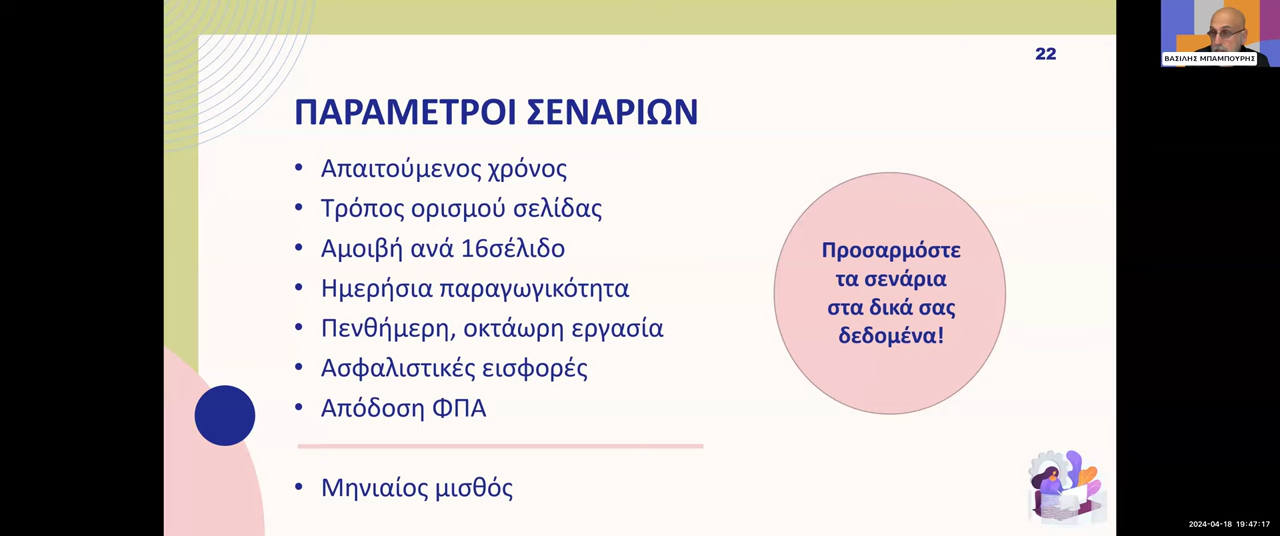 22
ΒΑΣΙΛΗΣ ΜΠΑΜΠΟΥΡΗΣ
ΠΑΡΑΜΕΤΡΟΙ ΣΕΝΑΡΙΩΝ
• Απαιτούμενος χρόνος
• Τρόπος ορισμού σελίδας
• Αμοιβή ανά 16σέλιδο
• Ημερήσια παραγωγικότητα
• Πενθήμερη, οκτάωρη εργασία
• Ασφαλιστικές εισφορές
• Απόδοση ΦΠΑ
• Μηνιαίος μισθός
Προσαρμόστε
τα σενάρια
στα δικά σας
δεδομένα!
2024-04-18 19:47:17